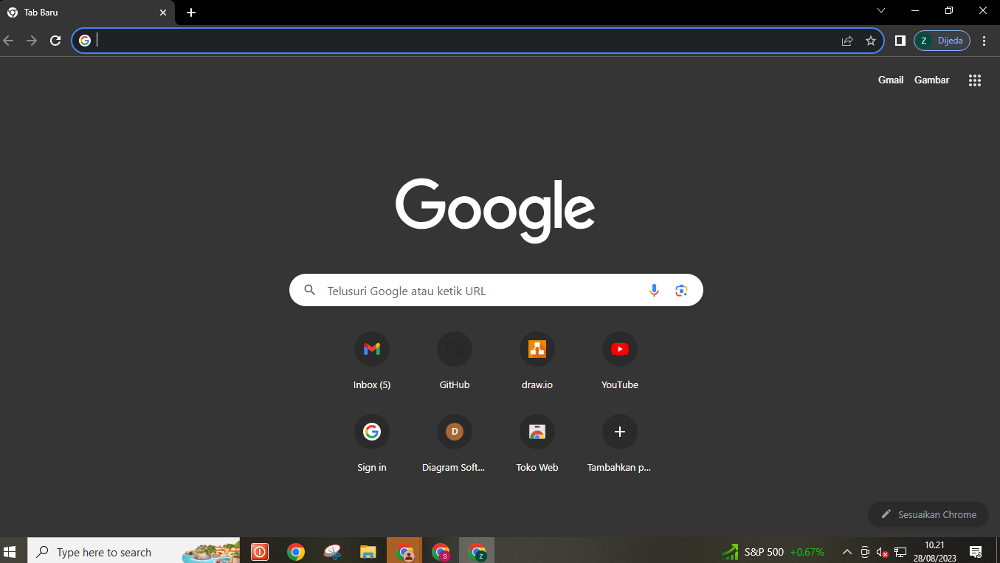 Tab Baru
Z Dijeda
Gmail Gambar
Google
Telusuri Google atau ketik URL
Inbox (5) GitHub draw.io YouTube
D
Sign in Diagram Soft... Toko Web Tambahkan p...
Sesuaikan Chrome
Type here to search
S
Z
S&P 500 +0,67%
10.21
28/08/2023